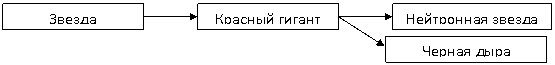 Звезда
Красный гигант
Нейтронная звезда
Черная дыра